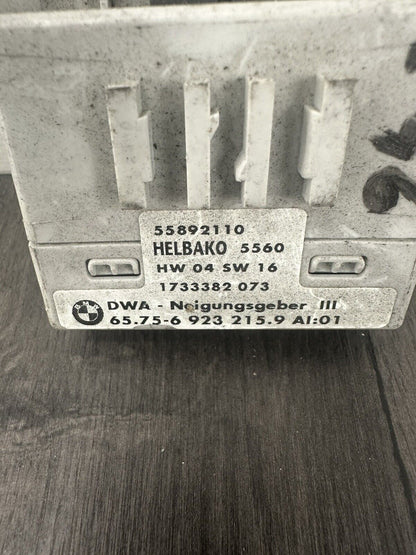 55892110
HELBAKO 5560
HW 04 SW 16
1733382 073
BMW DWA - Neigungsgeber III
65.75-6 923 215.9 AI:01